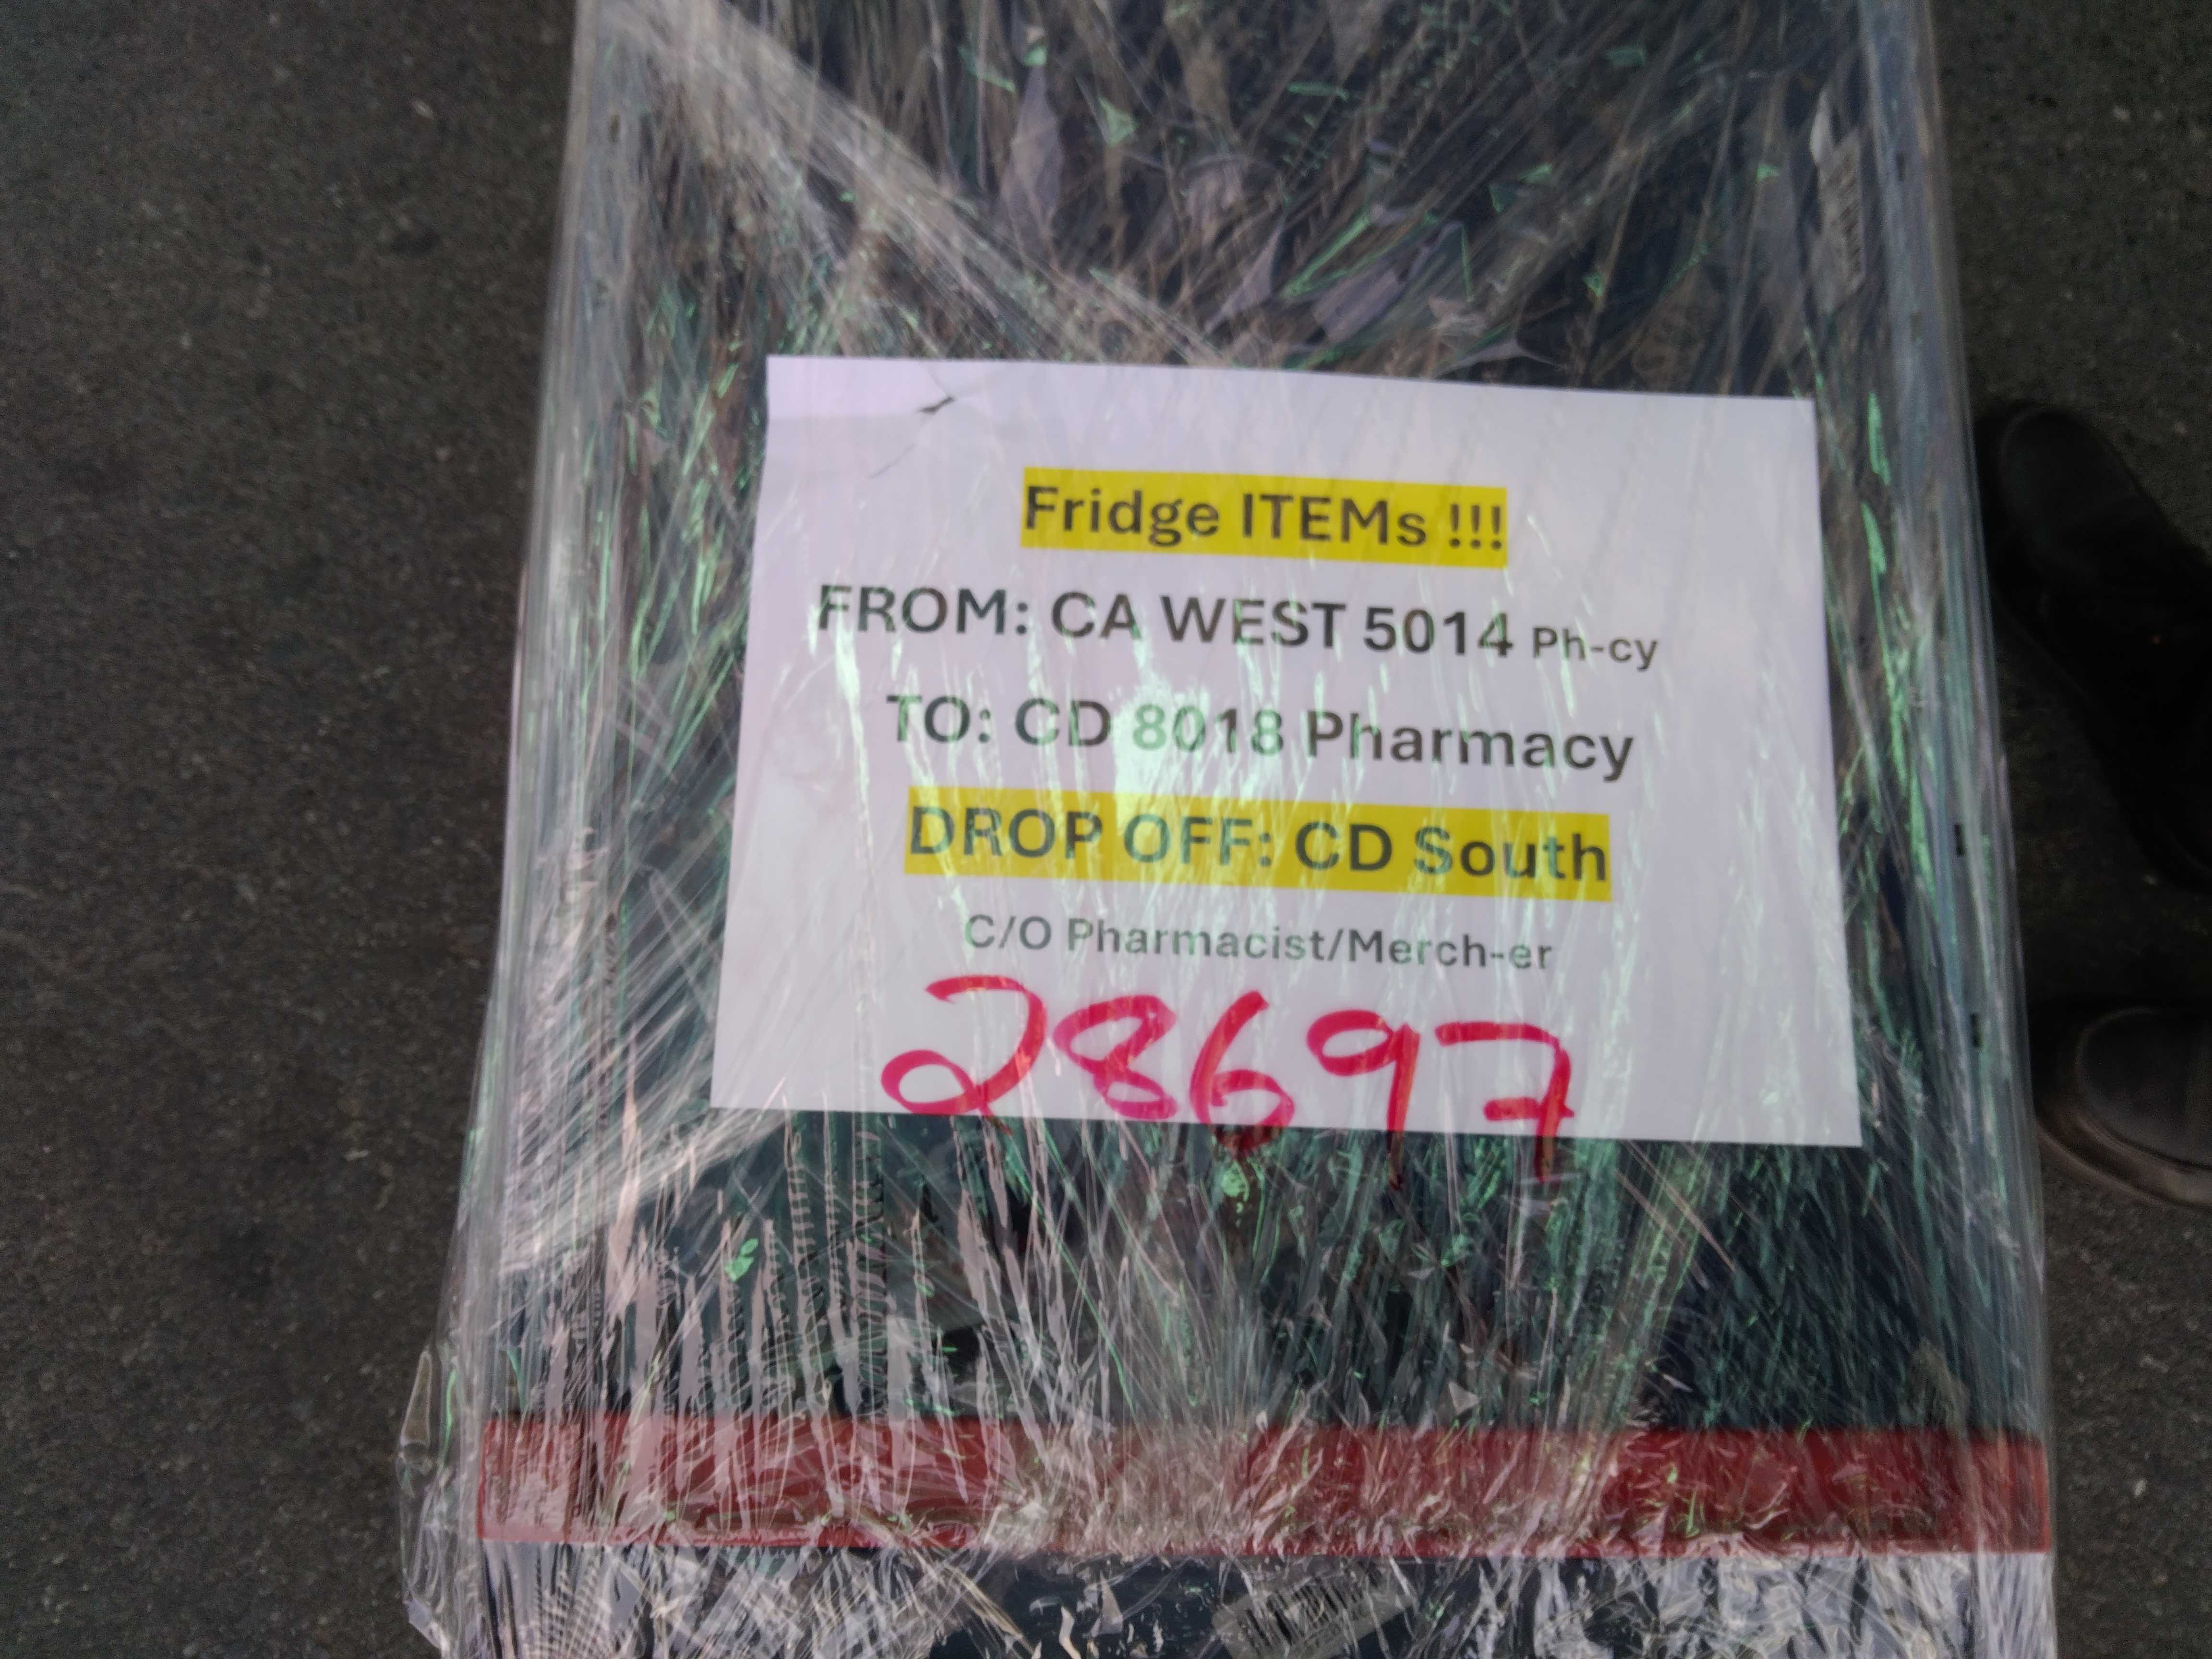 Fridge ITEMs !!!
FROM: CA WEST 5014 Ph-cy
TO: CD 8018 Pharmacy
DROP OFF: CD South
C/O Pharmacist/Merch-er
28697